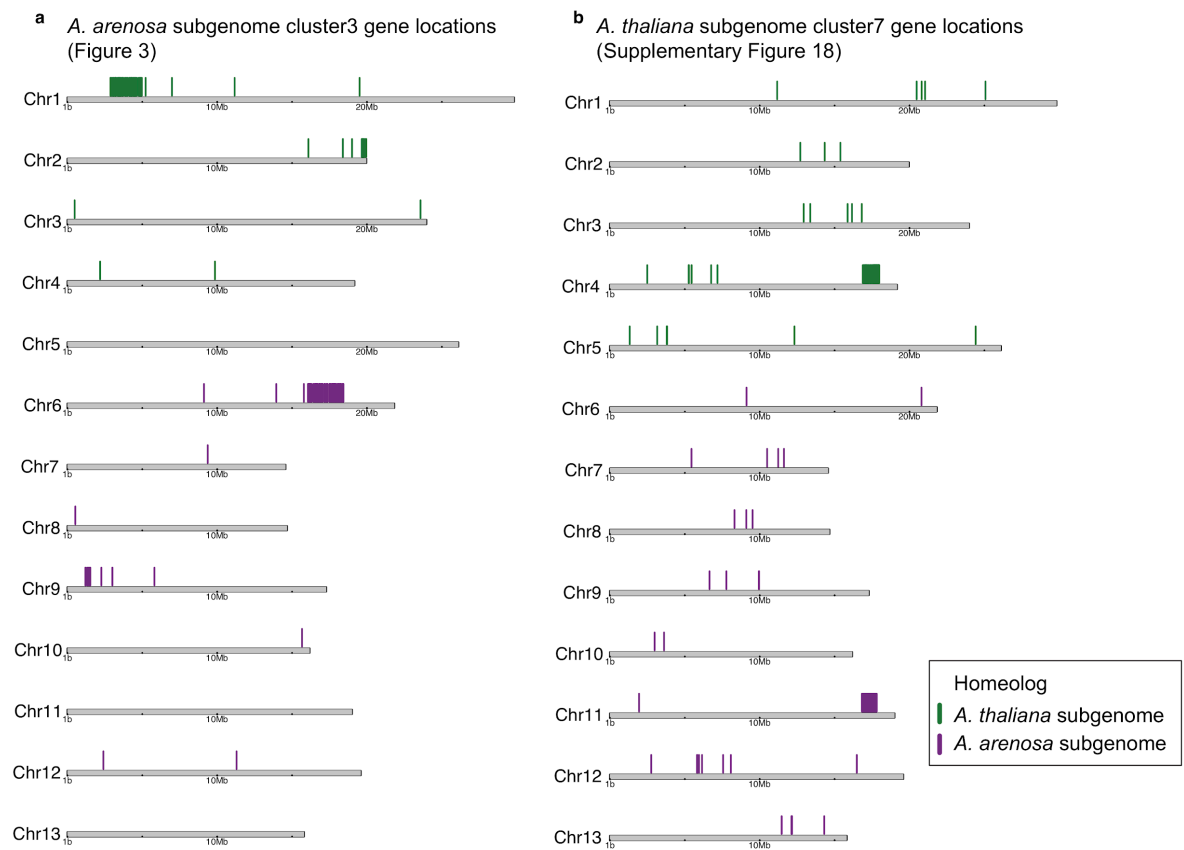 a
A. arenosa subgenome cluster3 gene locations
(Figure 3)
Chr1
1b 10Mb 20Mb
Chr2
1b 10Mb 20Mb
Chr3
1b 10Mb 20Mb
Chr4
1b 10Mb
Chr5
1b 10Mb 20Mb
Chr6
1b 10Mb 20Mb
Chr7
1b 10Mb
Chr8
1b 10Mb
Chr9
1b 10Mb
Chr10
1b 10Mb
Chr11
1b 10Mb
Chr12
1b 10Mb
Chr13
1b 10Mb
b
A. thaliana subgenome cluster7 gene locations
(Supplementary Figure 18)
Chr1
1b 10Mb 20Mb
Chr2
1b 10Mb 20Mb
Chr3
1b 10Mb 20Mb
Chr4
1b 10Mb
Chr5
1b 10Mb 20Mb
Chr6
1b 10Mb 20Mb
Chr7
1b 10Mb
Chr8
1b 10Mb
Chr9
1b 10Mb
Chr10
1b 10Mb
Chr11
1b 10Mb
Chr12
1b 10Mb
Chr13
1b 10Mb
Homeolog
A. thaliana subgenome
A. arenosa subgenome